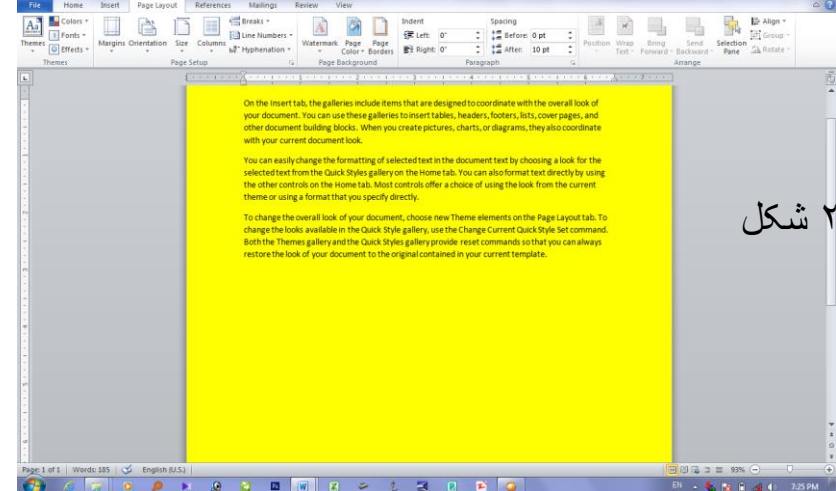 File Home Insert Page Layout References Mailings Review View
Colors
Fonts
Effects
Themes
Margins Orientation Size Columns
Breaks
Line Numbers
Hyphenation
Watermark Page Color Page Borders
Indent
Left: 0"
Right: 0"
Spacing
Before: 0 pt
After: 10 pt
Position Wrap Text Bring Forward Send Backward Selection Pane
Align
Group
Rotate
Themes Page Setup Page Background Paragraph Arrange
On the Insert tab, the galleries include items that are designed to coordinate with the overall look of
your document. You can use these galleries to insert tables, headers, footers, lists, cover pages, and
other document building blocks. When you create pictures, charts, or diagrams, they also coordinate
with your current document look.
You can easily change the formatting of selected text in the document text by choosing a look for the
selected text from the Quick Styles gallery on the Home tab. You can also format text directly by using
the other controls on the Home tab. Most controls offer a choice of using the look from the current
theme or using a format that you specify directly.
To change the overall look of your document, choose new Theme elements on the Page Layout tab. To
change the looks available in the Quick Style gallery, use the Change Current Quick Style Set command.
Both the Themes gallery and the Quick Styles gallery provide reset commands so that you can always
restore the look of your document to the original contained in your current template.
٢ شکل
Page: 1 of 1 Words: 185 English (U.S.) 93%
EN 7:25 PM